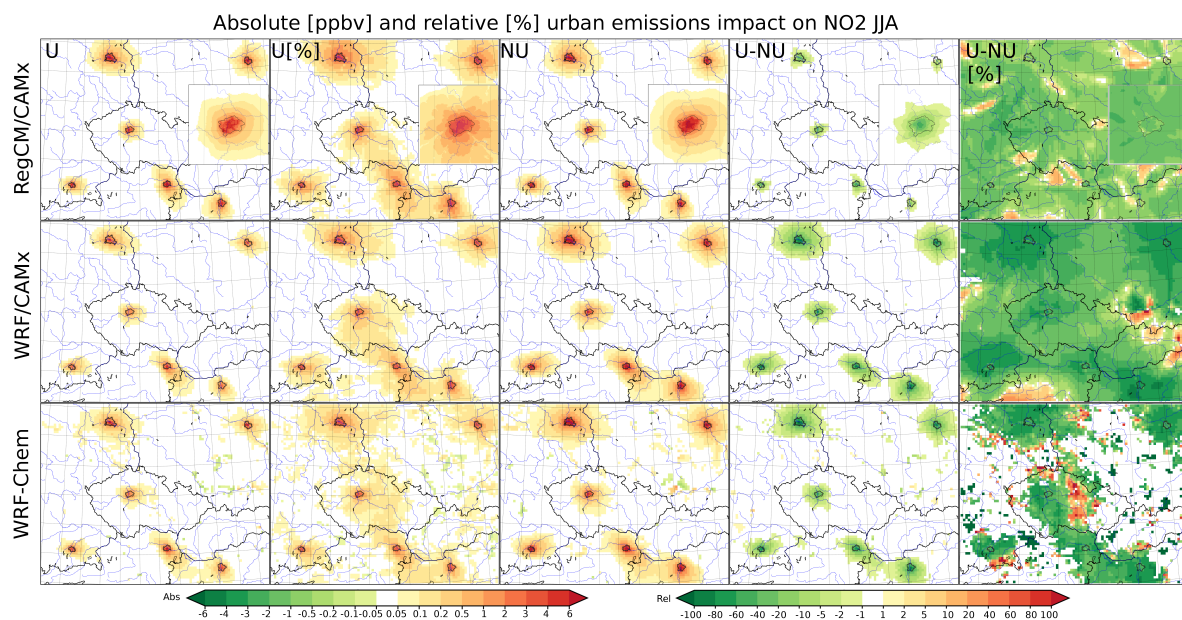 Absolute [ppbv] and relative [%] urban emissions impact on NO2 JJA
U
U[%]
NU
U-NU
U-NU
[%]
RegCM/CAMx
WRF/CAMx
WRF-Chem
Abs
-6 -4 -3 -2 -1 -0.5 -0.2 -0.1 -0.05 0.05 0.1 0.2 0.5 1 2 3 4 6
Rel
-100 -80 -60 -40 -20 -10 -5 -2 -1 1 2 5 10 20 40 60 80 100